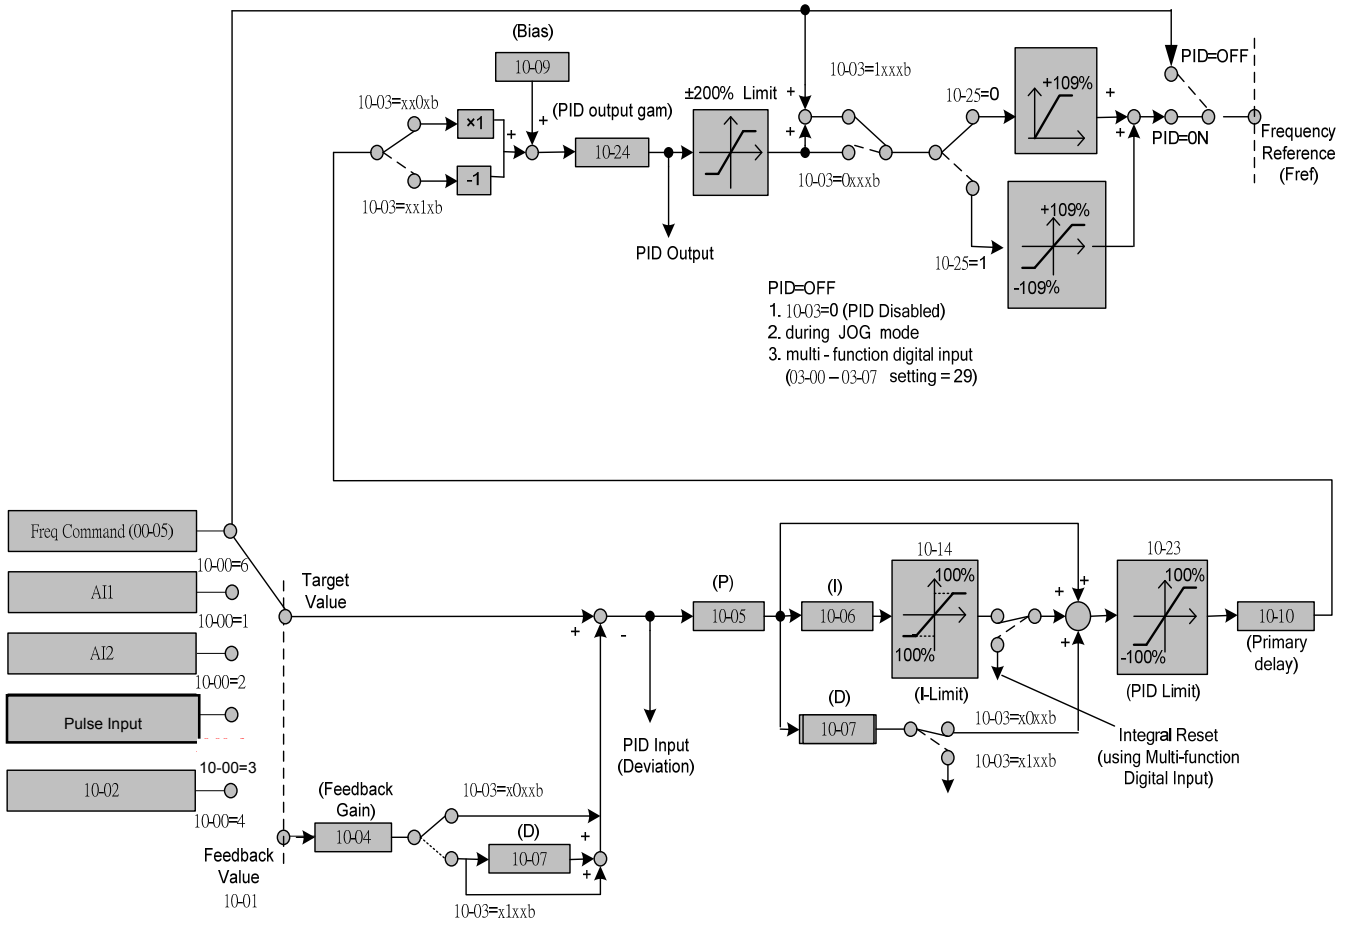 (Bias)
10-09
10-03=xx0xb
×1
-1
10-03=xx1xb
+
+
(PID output gam)
10-24
PID Output
±200% Limit
+
+
10-03=1xxxb
10-03=0xxxb
10-25=0
+109%
10-25=1
+109%
-109%
+
+
PID=OFF
PID=0N
Frequency
Reference
(Fref)
PID=OFF
1. 10-03=0 (PID Disabled)
2. during JOG mode
3. multi - function digital input
(03-00 – 03-07 setting = 29)
Freq Command (00-05)
10-00=6
AI1
10-00=1
AI2
10-00=2
Pulse Input
10-00=3
10-02
10-00=4
Target
Value
Feedback
Value
10-01
(Feedback
Gain)
10-04
10-03=x0xxb
(D)
10-07
+
+
10-03=x1xxb
+
-
PID Input
(Deviation)
(P)
10-05
(I)
10-06
10-14
100%
100%
(I-Limit)
(D)
10-07
10-03=x0xxb
10-03=x1xxb
+
+
+
10-23
100%
-100%
(PID Limit)
10-10
(Primary
delay)
Integral Reset
(using Multi-function
Digital Input)